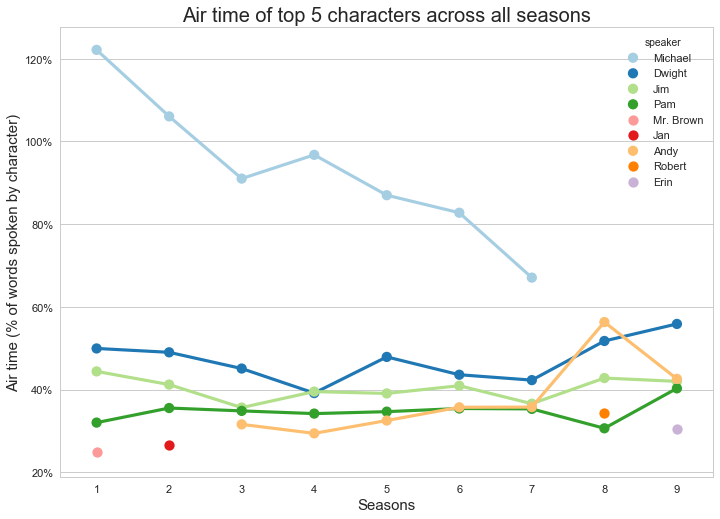 Air time of top 5 characters across all seasons
speaker
Michael
Dwight
Jim
Pam
Mr. Brown
Jan
Andy
Robert
Erin
Air time (% of words spoken by character)
120%
100%
80%
60%
40%
20%
1 2 3 4 5 6 7 8 9
Seasons